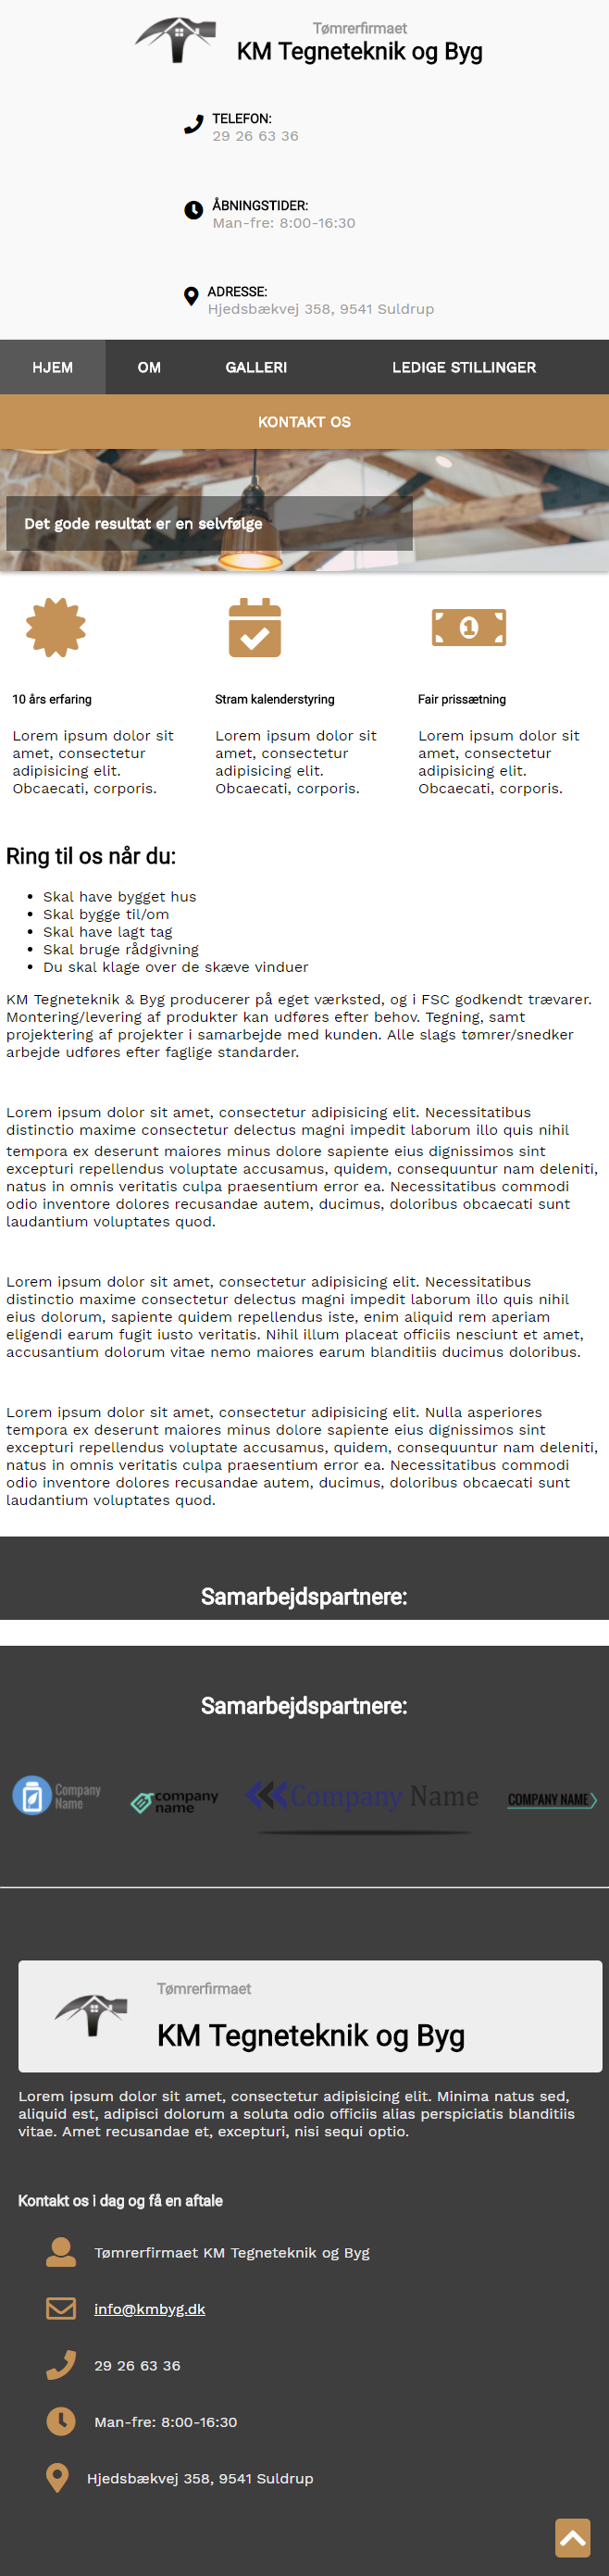 Tømrerfirmaet
KM Tegneteknik og Byg
TELEFON:
29 26 63 36
ÅBNINGSTIDER:
Man-fre: 8:00-16:30
ADRESSE:
Hjedsbækvej 358, 9541 Suldrup
HJEM OM GALLERI LEDIGE STILLINGER
KONTAKT OS
Det gode resultat er en selvfølge
1
10 års erfaring
Lorem ipsum dolor sit
amet, consectetur
adipisicing elit.
Obcaecati, corporis.
Stram kalenderstyring
Lorem ipsum dolor sit
amet, consectetur
adipisicing elit.
Obcaecati, corporis.
Fair prissætning
Lorem ipsum dolor sit
amet, consectetur
adipisicing elit.
Obcaecati, corporis.
Ring til os når du:
• Skal have bygget hus
• Skal bygge til/om
• Skal have lagt tag
• Skal bruge rådgivning
• Du skal klage over de skæve vinduer
KM Tegneteknik & Byg producerer på eget værksted, og i FSC godkendt trævarer.
Montering/levering af produkter kan udføres efter behov. Tegning, samt
projektering af projekter i samarbejde med kunden. Alle slags tømrer/snedker
arbejde udføres efter faglige standarder.
Lorem ipsum dolor sit amet, consectetur adipisicing elit. Necessitatibus
distinctio maxime consectetur delectus magni impedit laborum illo quis nihil
tempora ex deserunt maiores minus dolore sapiente eius dignissimos sint
excepturi repellendus voluptate accusamus, quidem, consequuntur nam deleniti,
natus in omnis veritatis culpa praesentium error ea. Necessitatibus commodi
odio inventore dolores recusandae autem, ducimus, doloribus obcaecati sunt
laudantium voluptates quod.
Lorem ipsum dolor sit amet, consectetur adipisicing elit. Necessitatibus
distinctio maxime consectetur delectus magni impedit laborum illo quis nihil
eius dolorum, sapiente quidem repellendus iste, enim aliquid rem aperiam
eligendi earum fugit iusto veritatis. Nihil illum placeat officiis nesciunt et amet,
accusantium dolorum vitae nemo maiores earum blanditiis ducimus doloribus.
Lorem ipsum dolor sit amet, consectetur adipisicing elit. Nulla asperiores
tempora ex deserunt maiores minus dolore sapiente eius dignissimos sint
excepturi repellendus voluptate accusamus, quidem, consequuntur nam deleniti,
natus in omnis veritatis culpa praesentium error ea. Necessitatibus commodi
odio inventore dolores recusandae autem, ducimus, doloribus obcaecati sunt
laudantium voluptates quod.
Samarbejdspartnere:
Samarbejdspartnere:
Company
Name
company
name
Company Name
COMPANY NAME
Tømrerfirmaet
KM Tegneteknik og Byg
Lorem ipsum dolor sit amet, consectetur adipisicing elit. Minima natus sed,
aliquid est, adipisci dolorum a soluta odio officiis alias perspiciatis blanditiis
vitae. Amet recusandae et, excepturi, nisi sequi optio.
Kontakt os i dag og få en aftale
Tømrerfirmaet KM Tegneteknik og Byg
info@kmbyg.dk
29 26 63 36
Man-fre: 8:00-16:30
Hjedsbækvej 358, 9541 Suldrup